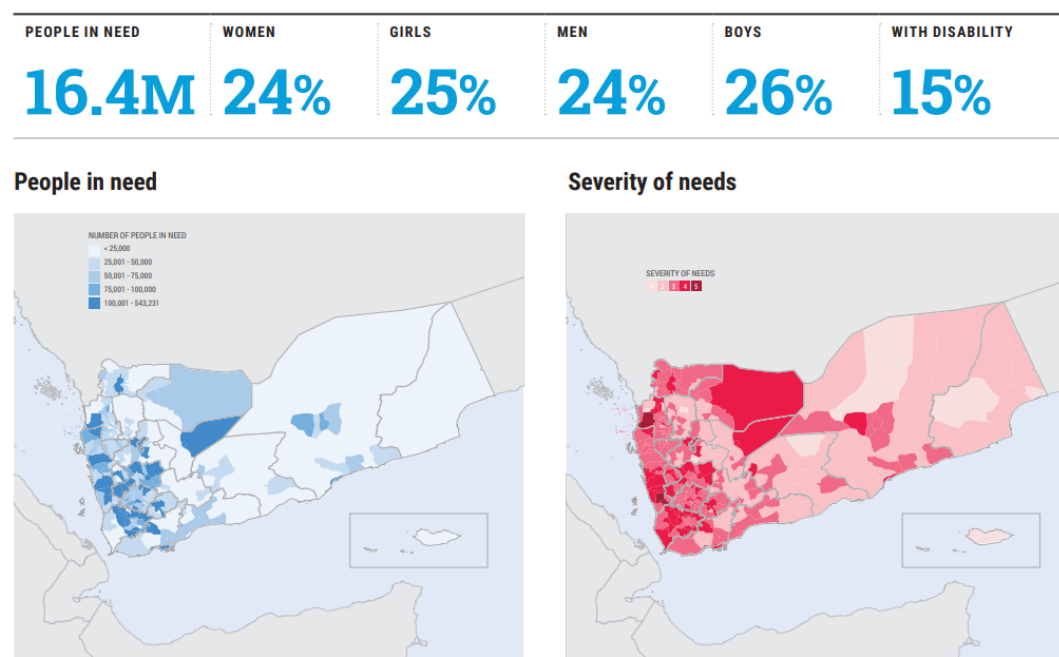 PEOPLE IN NEED WOMEN GIRLS MEN BOYS WITH DISABILITY
16.4M 24% 25% 24% 26% 15%
People in need
Severity of needs
NUMBER OF PEOPLE IN NEED
< 25,000
25,001 - 50,000
50,001 - 75,000
75,001 - 100,000
100,001 - 543,231
SEVERITY OF NEEDS
1 2 3 4 5